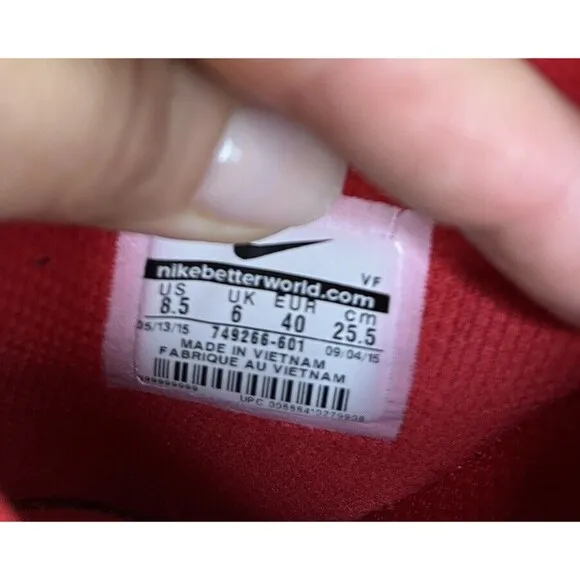 nikebetterworld.com VF
US UK EUR cm
8.5 6 40 25.5
05/13/15 749266-601 09/04/15
MADE IN VIETNAM
FABRIQUE AU VIETNAM
UPC